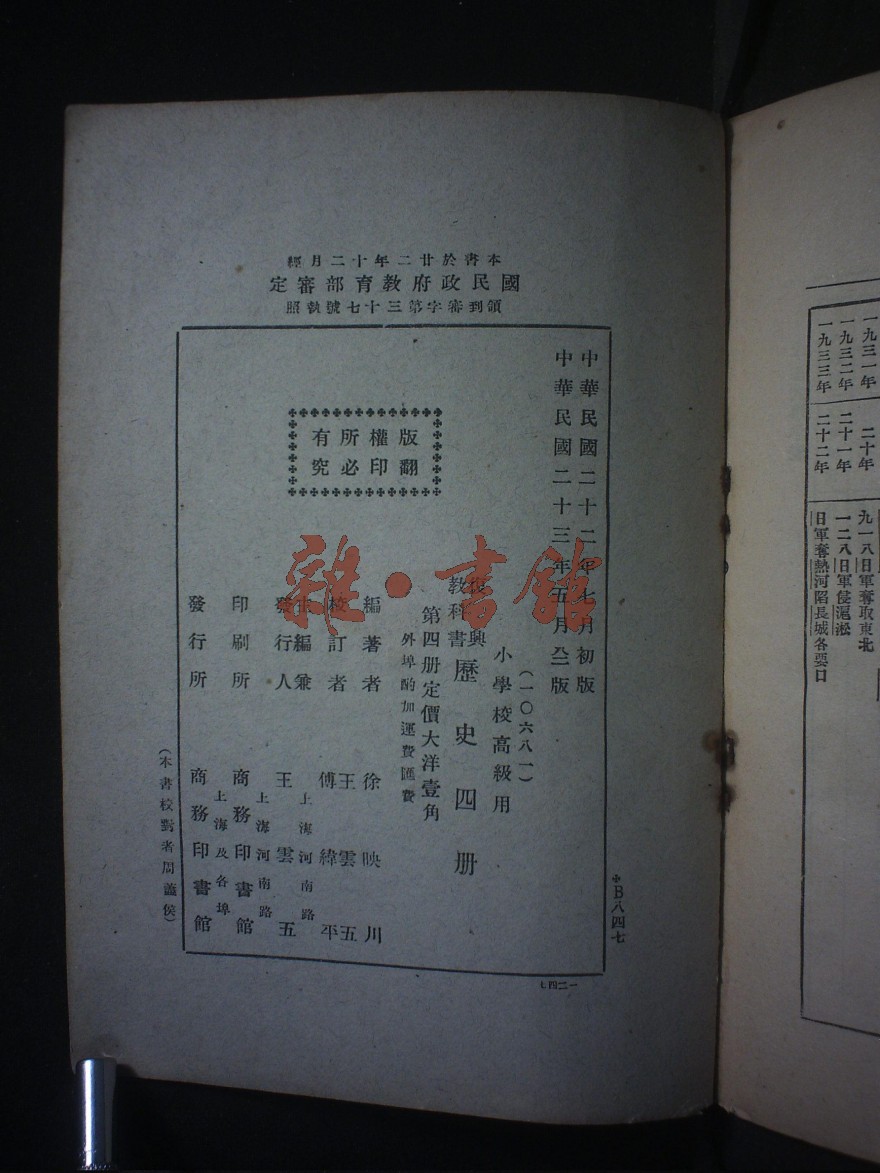 本書於廿二年十二月經
國民政府教育部審定
領到審字第三十七號執照
中華民國二十二年七月初版
中華民國二十三年五月 版
(一〇六八一)
小學校高級用
復興
教科書
歷史四册
第四册定價大洋壹角
外埠酌加運費匯費
版權所有
翻印必究
編著者 徐映川
校訂者 王雲五
傅緯平
主編兼
發行人 王雲五
上海河南路
印刷所 商務印書館
上海河南路
發行所 商務印書館
上海及各埠
(本書校對者周 侯)
B八四七
一二四七
雜·書館
一九三一年 二十年 九一八日軍奪取東北
一九三二年 二十一年 一二八日軍侵滬淞
一九三三年 二十二年 日軍奪熱河陷長城各要口